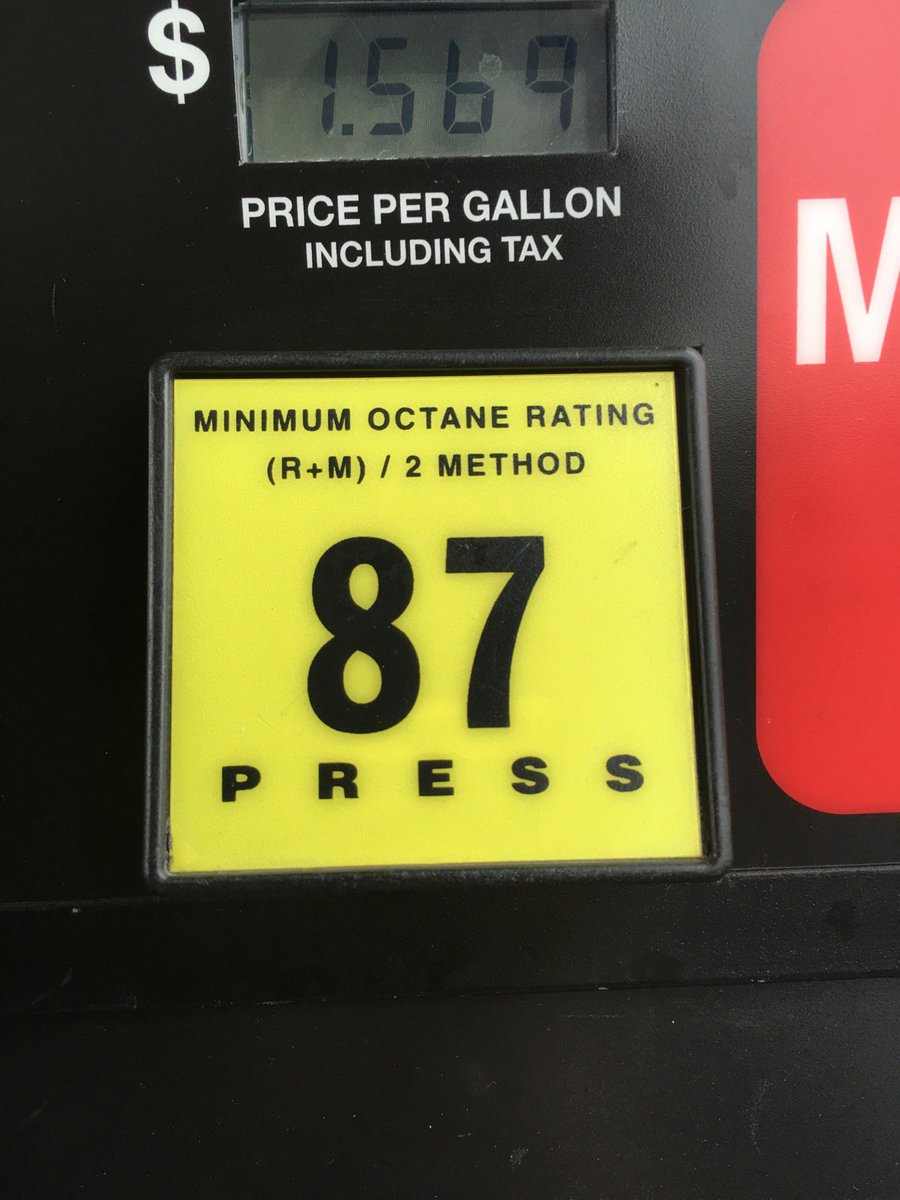 $ 1.569
PRICE PER GALLON
INCLUDING TAX
M
MINIMUM OCTANE RATING
(R+M) / 2 METHOD
87
PRESS